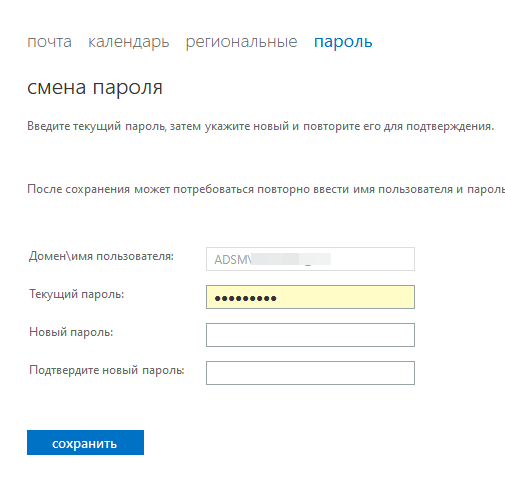 почта календарь региональные пароль
смена пароля
Введите текущий пароль, затем укажите новый и повторите его для подтверждения.
После сохранения может потребоваться повторно ввести имя пользователя и пароль
Домен\имя пользователя: ADSM\
Текущий пароль: •••••••••
Новый пароль:
Подтвердите новый пароль:
сохранить